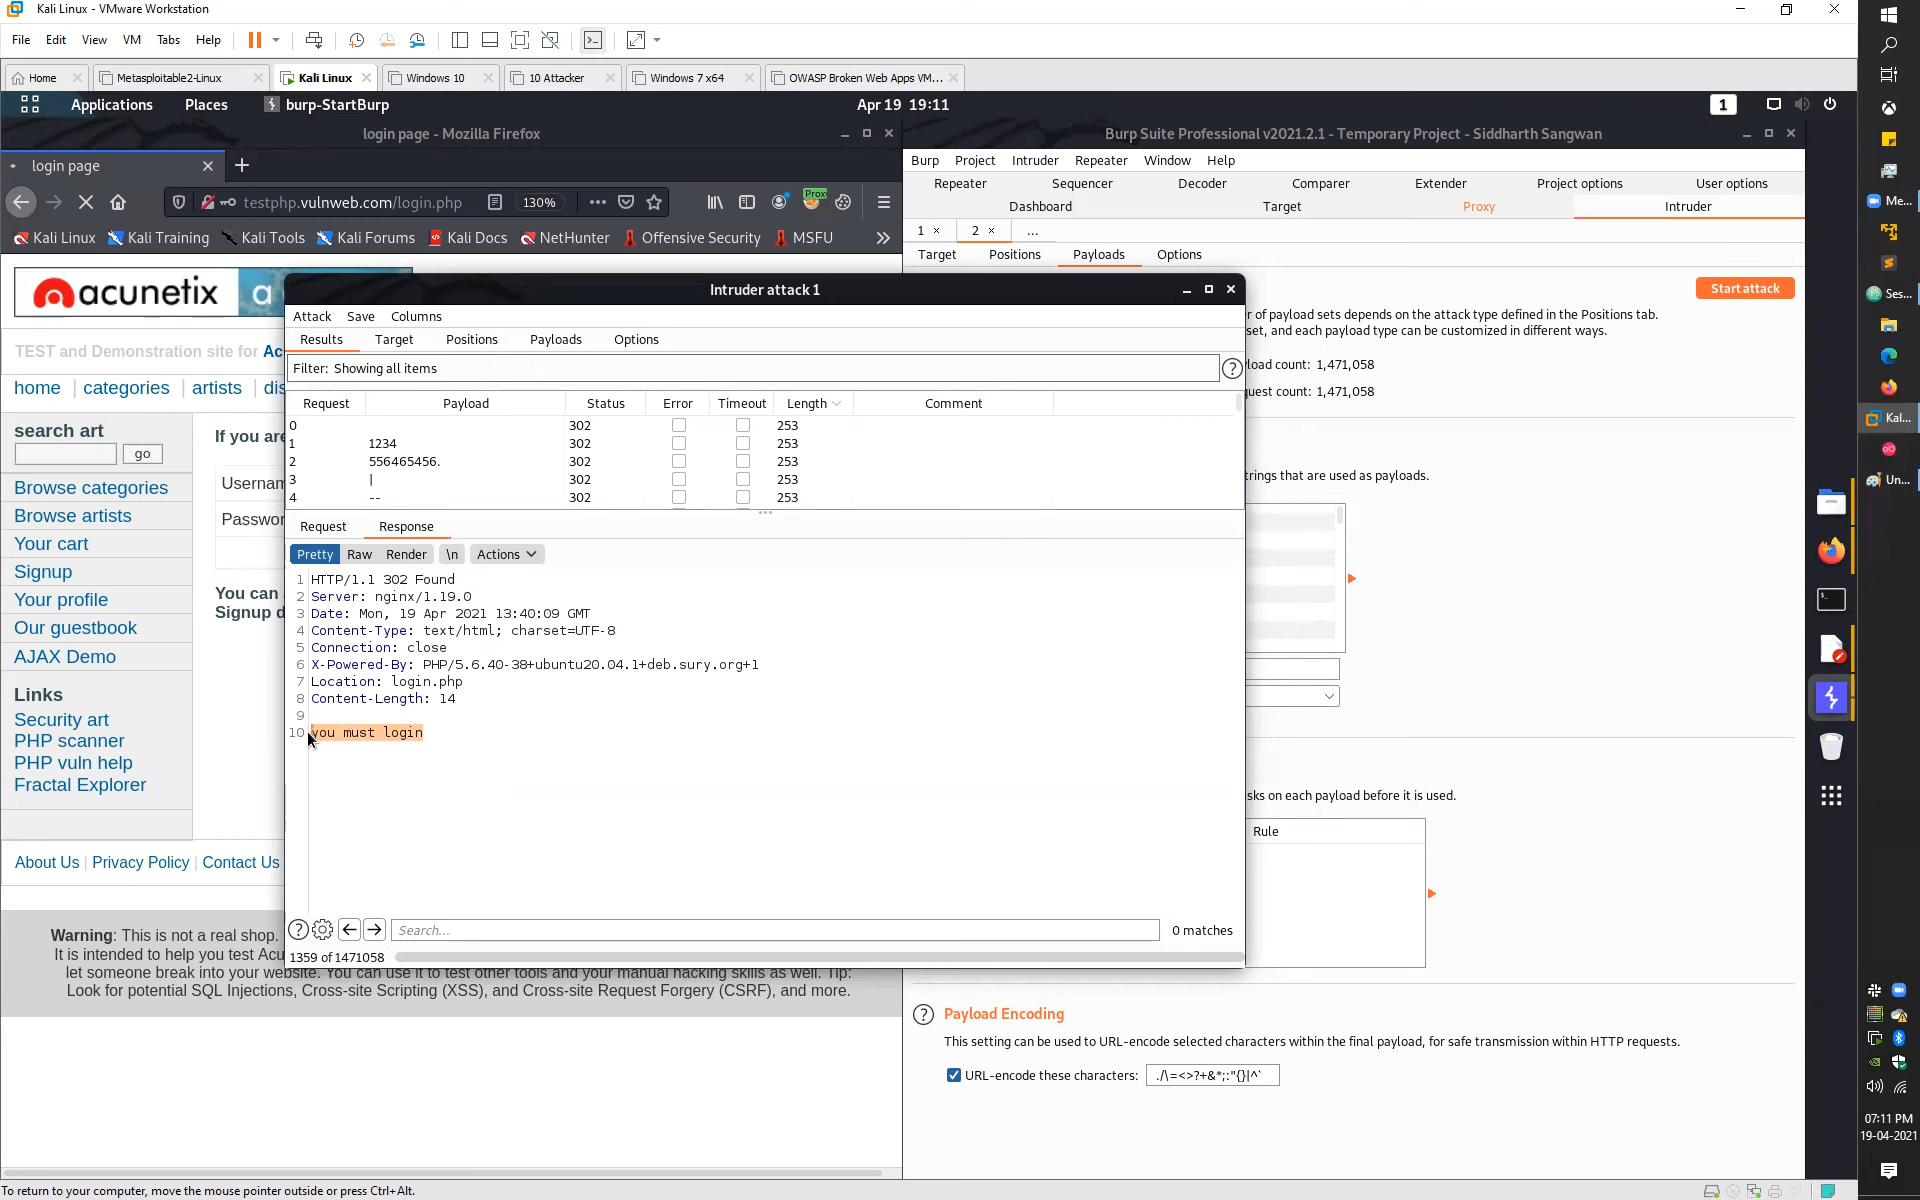 Kali Linux - VMware Workstation
File Edit View VM Tabs Help
Home Metasploitable2-Linux Kali Linux Windows 10 10 Attacker Windows 7 x64 OWASP Broken Web Apps VM...
Applications Places burp-StartBurp Apr 19 19:11 1
login page - Mozilla Firefox
login page
testphp.vulnweb.com/login.php 130% Proxy
Kali Linux Kali Training Kali Tools Kali Forums Kali Docs NetHunter Offensive Security MSFU
acunetix a
TEST and Demonstration site for Ac
home categories artists dis
search art
go
Browse categories
Browse artists
Your cart
Signup
Your profile
Our guestbook
AJAX Demo
Links
Security art
PHP scanner
PHP vuln help
Fractal Explorer
If you are
Usernam
Passwor
You can
Signup d
About Us Privacy Policy Contact Us
Warning: This is not a real shop.
It is intended to help you test Acu
let someone break into your website. You can use it to test other tools and your manual hacking skills as well. Tip:
Look for potential SQL Injections, Cross-site Scripting (XSS), and Cross-site Request Forgery (CSRF), and more.
Intruder attack 1
Attack Save Columns
Results Target Positions Payloads Options
Filter: Showing all items
Request Payload Status Error Timeout Length Comment
0 302 253
1 1234 302 253
2 556465456. 302 253
3 | 302 253
4 -- 302 253
Request Response
Pretty Raw Render \n Actions
1 HTTP/1.1 302 Found
2 Server: nginx/1.19.0
3 Date: Mon, 19 Apr 2021 13:40:09 GMT
4 Content-Type: text/html; charset=UTF-8
5 Connection: close
6 X-Powered-By: PHP/5.6.40-38+ubuntu20.04.1+deb.sury.org+1
7 Location: login.php
8 Content-Length: 14
9
10 you must login
Search... 0 matches
1359 of 1471058
Burp Suite Professional v2021.2.1 - Temporary Project - Siddharth Sangwan
Burp Project Intruder Repeater Window Help
Repeater Sequencer Decoder Comparer Extender Project options User options
Dashboard Target Proxy Intruder
1 × 2 × ...
Target Positions Payloads Options
Start attack
r of payload sets depends on the attack type defined in the Positions tab.
set, and each payload type can be customized in different ways.
load count: 1,471,058
uest count: 1,471,058
trings that are used as payloads.
sks on each payload before it is used.
Rule
Payload Encoding
This setting can be used to URL-encode selected characters within the final payload, for safe transmission within HTTP requests.
URL-encode these characters: ./\=<>?+&*;:"{}|^`
Me...
Ses...
Kal...
Un...
07:11 PM
19-04-2021
To return to your computer, move the mouse pointer outside or press Ctrl+Alt.